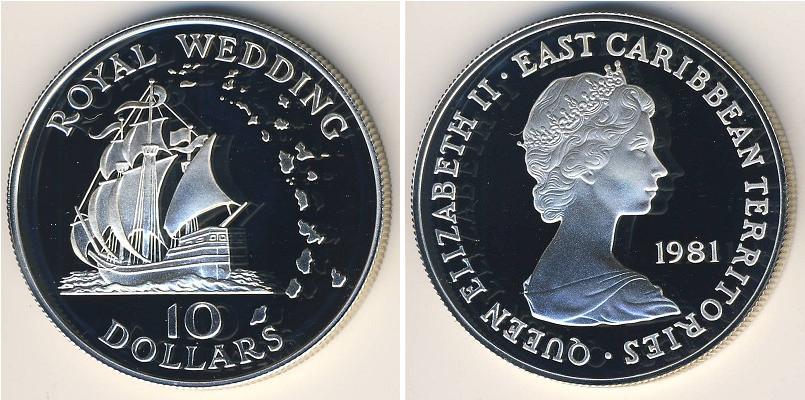 ROYAL WEDDING
10
DOLLARS
QUEEN ELIZABETH II · EAST CARIBBEAN TERRITORIES ·
1981